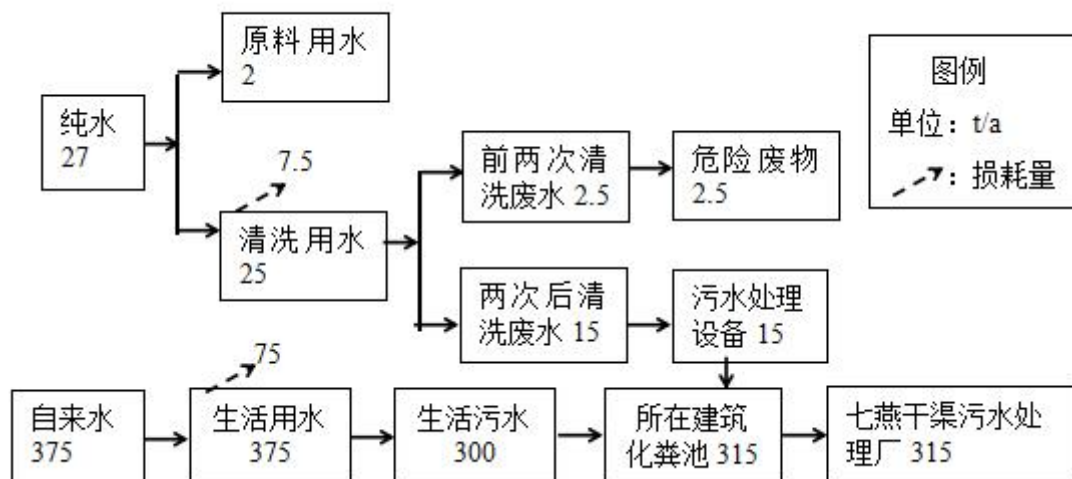 原料用水
2
图例
单位：t/a
：损耗量
纯水
27
7.5
前两次清
洗废水 2.5
危险废物
2.5
清洗用水
25
两次后清
洗废水 15
污水处理
设备 15
75
自来水
375
生活用水
375
生活污水
300
所在建筑
化粪池 315
七燕干渠污水处
理厂 315